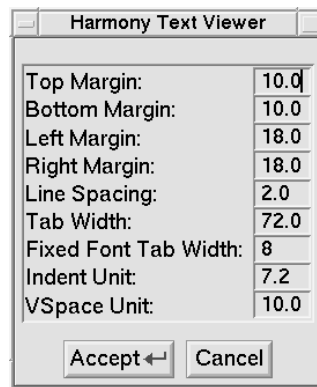 Harmony Text Viewer
Top Margin: 10.0
Bottom Margin: 10.0
Left Margin: 18.0
Right Margin: 18.0
Line Spacing: 2.0
Tab Width: 72.0
Fixed Font Tab Width: 8
Indent Unit: 7.2
VSpace Unit: 10.0
Accept Cancel